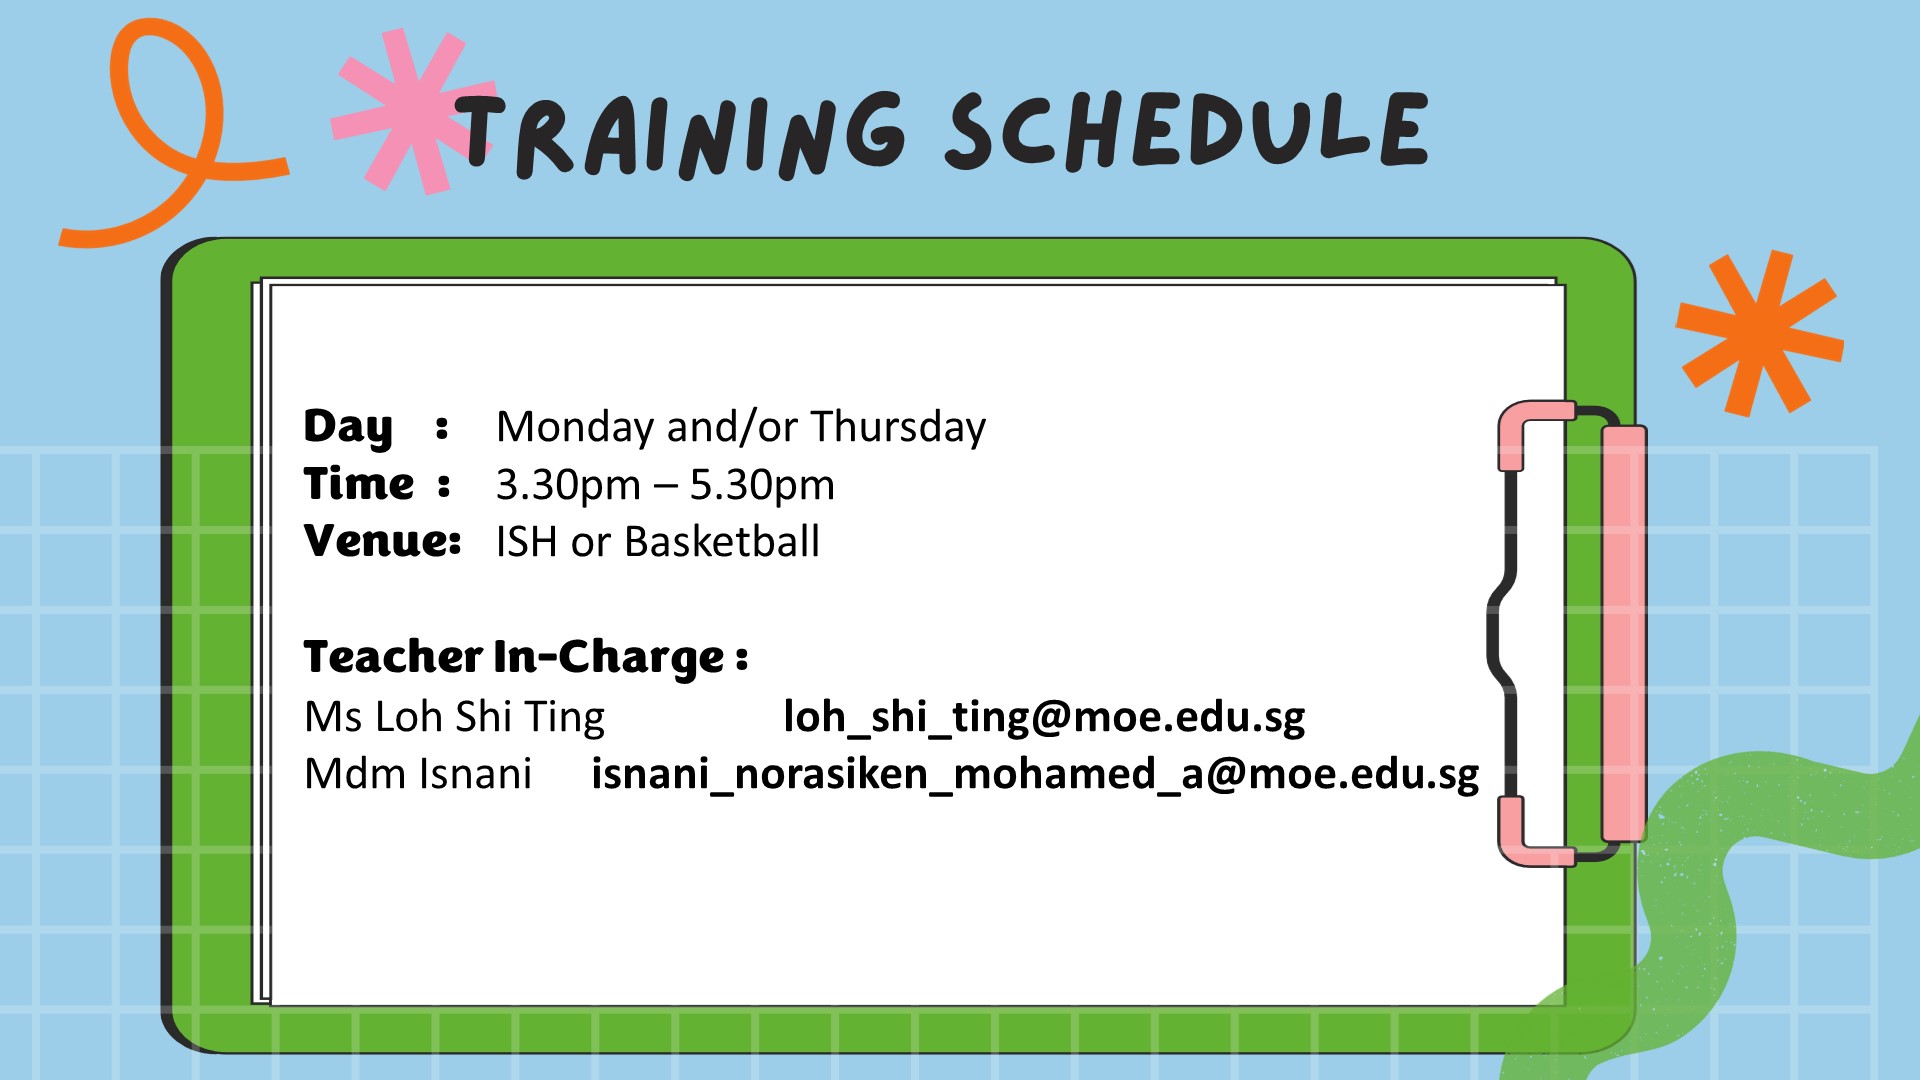 TRAINING SCHEDULE
Day : Monday and/or Thursday
Time : 3.30pm – 5.30pm
Venue: ISH or Basketball
Teacher In-Charge :
Ms Loh Shi Ting loh_shi_ting@moe.edu.sg
Mdm Isnani isnani_norasiken_mohamed_a@moe.edu.sg